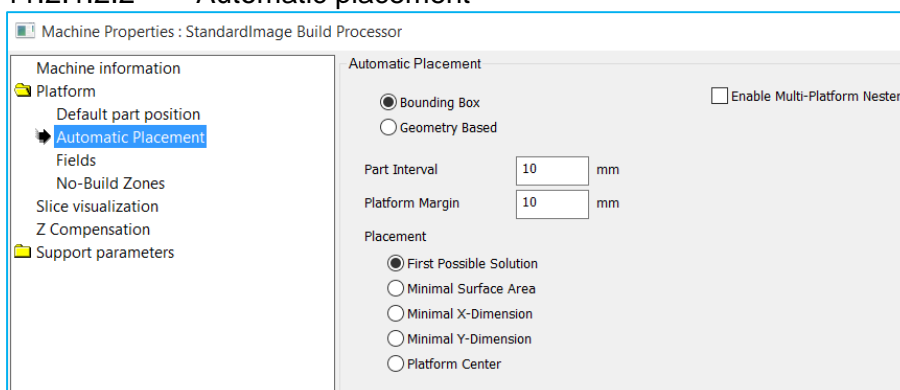 Automatic placement
Machine Properties : StandardImage Build Processor
Machine information
Platform
Default part position
Automatic Placement
Fields
No-Build Zones
Slice visualization
Z Compensation
Support parameters
Automatic Placement
Bounding Box
Enable Multi-Platform Nester
Geometry Based
Part Interval 10 mm
Platform Margin 10 mm
Placement
First Possible Solution
Minimal Surface Area
Minimal X-Dimension
Minimal Y-Dimension
Platform Center